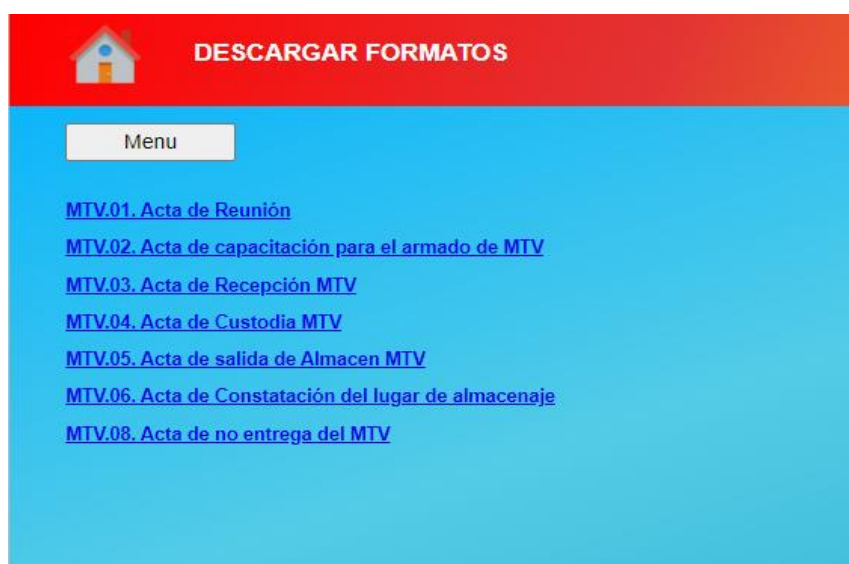 DESCARGAR FORMATOS
Menu
MTV.01. Acta de Reunión
MTV.02. Acta de capacitación para el armado de MTV
MTV.03. Acta de Recepción MTV
MTV.04. Acta de Custodia MTV
MTV.05. Acta de salida de Almacen MTV
MTV.06. Acta de Constatación del lugar de almacenaje
MTV.08. Acta de no entrega del MTV